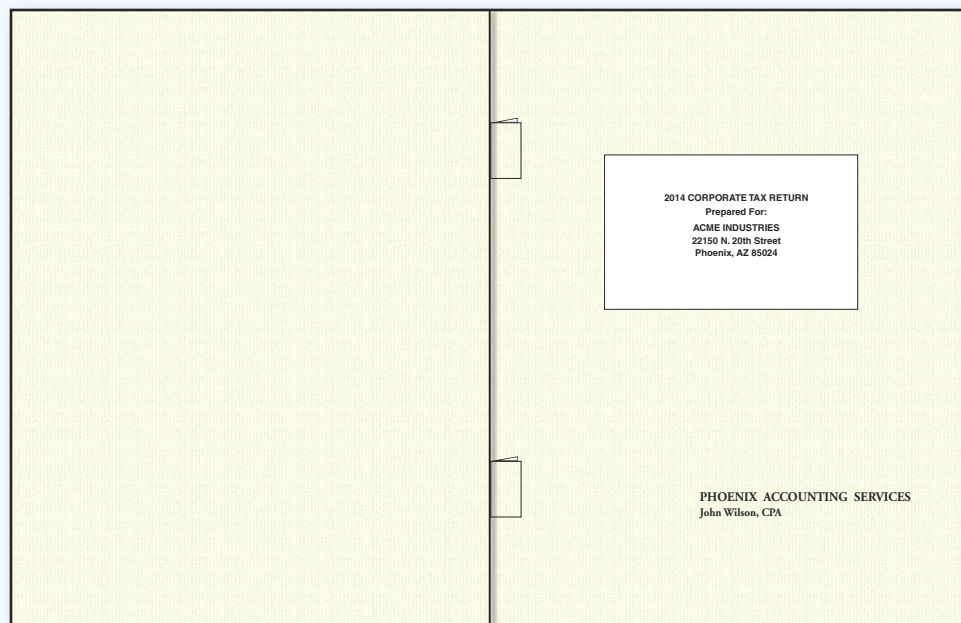 2014 CORPORATE TAX RETURN
Prepared For:
ACME INDUSTRIES
22150 N. 20th Street
Phoenix, AZ 85024
PHOENIX ACCOUNTING SERVICES
John Wilson, CPA